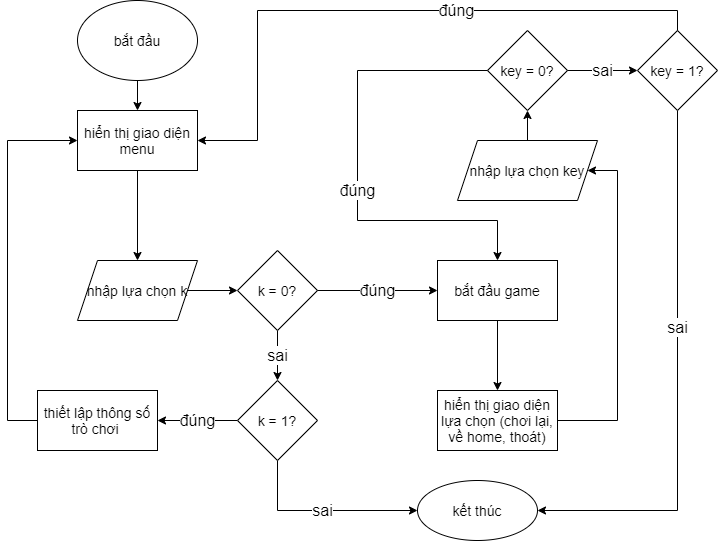 đúng
bắt đầu
key = 0?
sai
key = 1?
hiển thị giao diện
menu
nhập lựa chọn key
đúng
nhập lựa chọn k
k = 0?
đúng
bắt đầu game
sai
sai
thiết lập thông số
trò chơi
đúng
k = 1?
hiển thị giao diện
lựa chọn (chơi lại,
về home, thoát)
sai
kết thúc